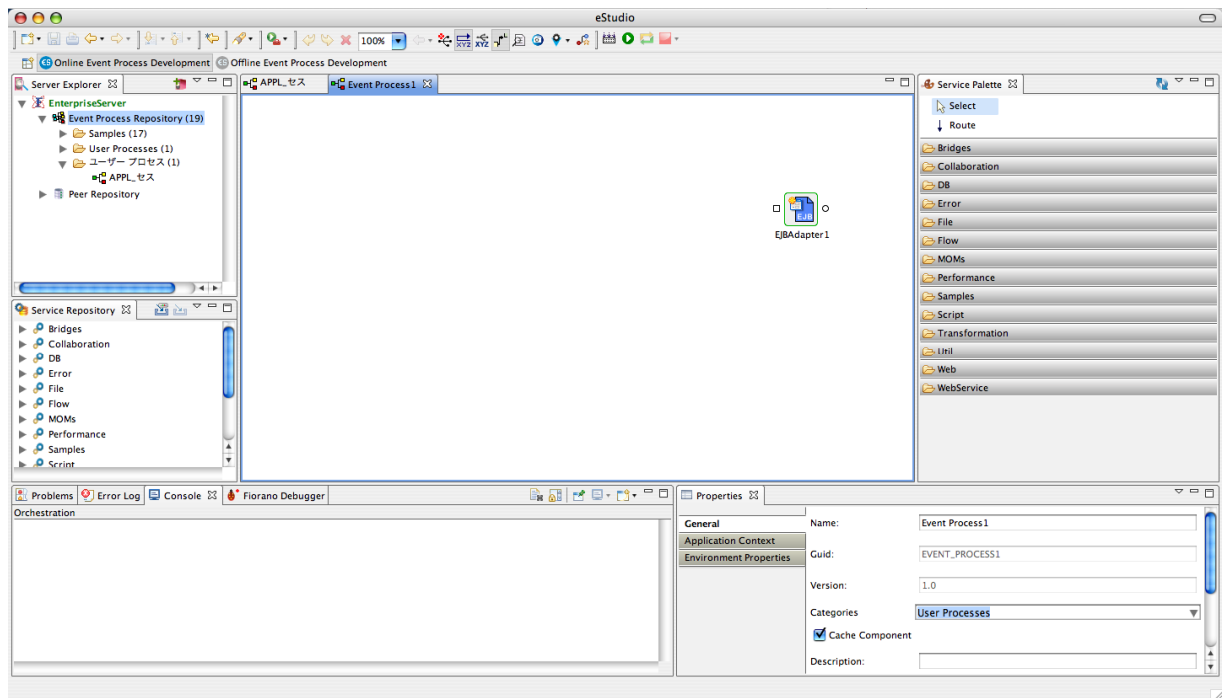 eStudio
100%
Online Event Process Development
Offline Event Process Development
Server Explorer
EnterpriseServer
Event Process Repository (19)
Samples (17)
User Processes (1)
ユーザー プロセス (1)
APPL_セス
Peer Repository
Service Repository
Bridges
Collaboration
DB
Error
File
Flow
MOMs
Performance
Samples
Script
APPL_セス
Event Process1
EJB
EJBAdapter1
Service Palette
Select
Route
Bridges
Collaboration
DB
Error
File
Flow
MOMs
Performance
Samples
Script
Transformation
Util
Web
WebService
Problems
Error Log
Console
Fiorano Debugger
Orchestration
Properties
General
Application Context
Environment Properties
Name:
Event Process1
Guid:
EVENT_PROCESS1
Version:
1.0
Categories
User Processes
Cache Component
Description: